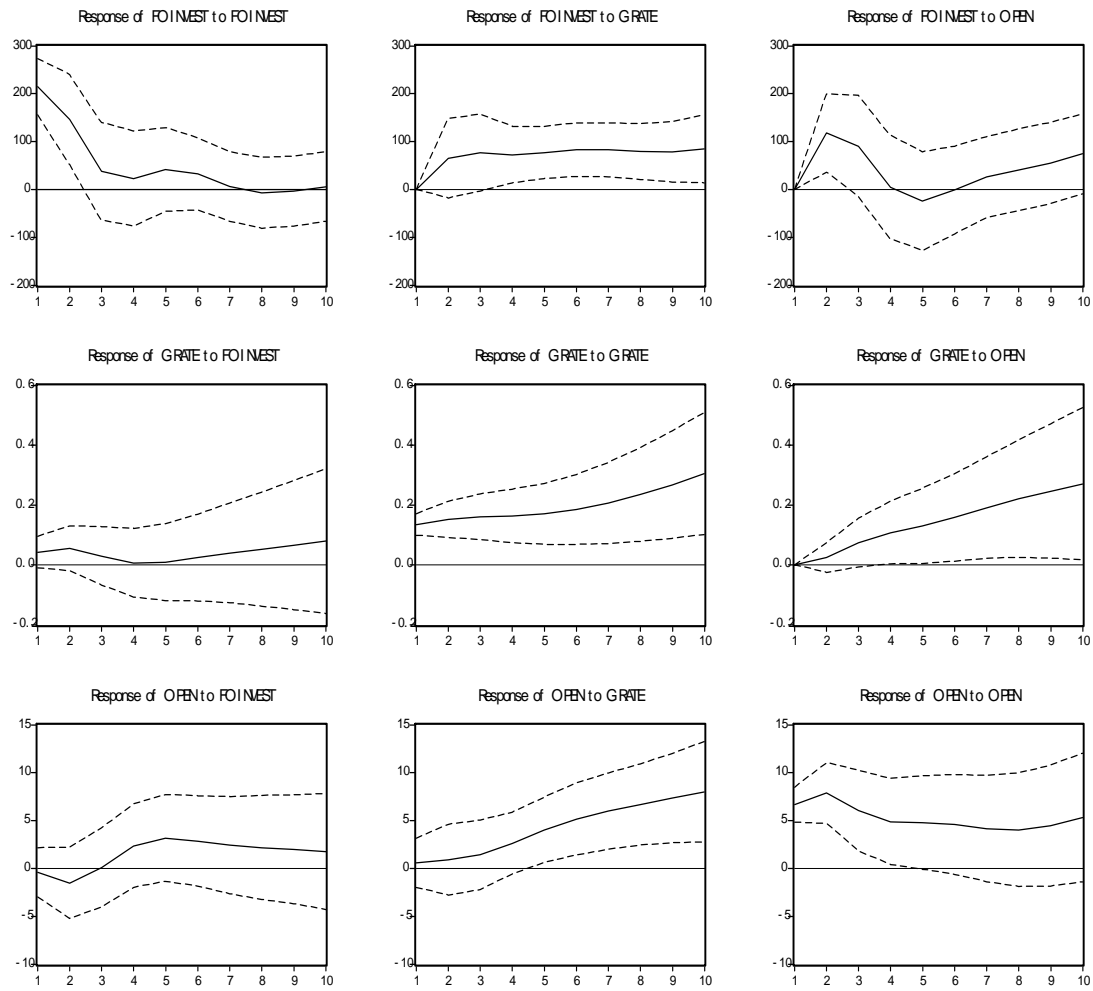 Response of FOINVEST to FOINVEST
Response of FOINVEST to GRATE
Response of FOINVEST to OPEN
300
200
100
0
-100
-200
1 2 3 4 5 6 7 8 9 10
300
200
100
0
-100
-200
1 2 3 4 5 6 7 8 9 10
300
200
100
0
-100
-200
1 2 3 4 5 6 7 8 9 10
Response of GRATE to FOINVEST
Response of GRATE to GRATE
Response of GRATE to OPEN
0.6
0.4
0.2
0.0
-0.2
1 2 3 4 5 6 7 8 9 10
0.6
0.4
0.2
0.0
-0.2
1 2 3 4 5 6 7 8 9 10
0.6
0.4
0.2
0.0
-0.2
1 2 3 4 5 6 7 8 9 10
Response of OPEN to FOINVEST
Response of OPEN to GRATE
Response of OPEN to OPEN
15
10
5
0
-5
-10
1 2 3 4 5 6 7 8 9 10
15
10
5
0
-5
-10
1 2 3 4 5 6 7 8 9 10
15
10
5
0
-5
-10
1 2 3 4 5 6 7 8 9 10